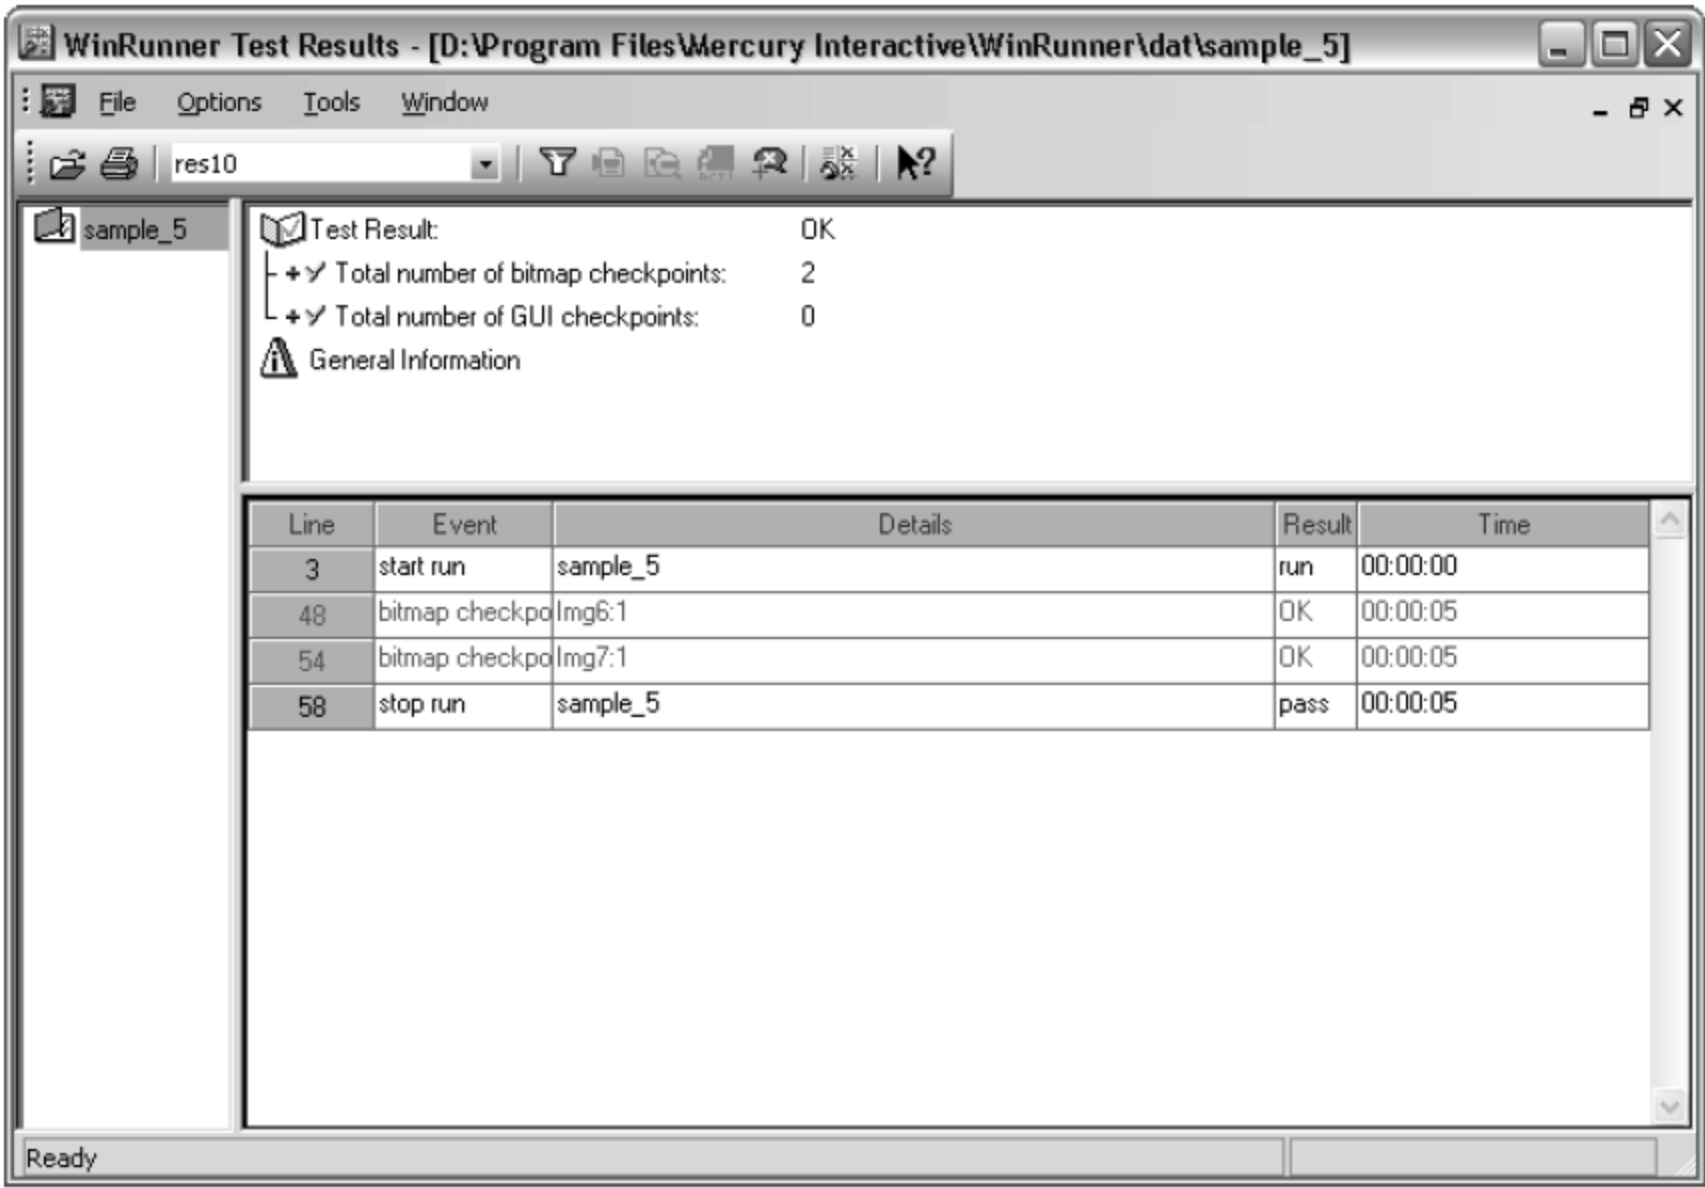 WinRunner Test Results - [D:\Program Files\Mercury Interactive\WinRunner\dat\sample_5]
File Options Tools Window
res10
sample_5
Test Result: OK
Total number of bitmap checkpoints: 2
Total number of GUI checkpoints: 0
General Information
Line Event Details Result Time
3 start run sample_5 run 00:00:00
48 bitmap checkpo Img6:1 OK 00:00:05
54 bitmap checkpo Img7:1 OK 00:00:05
58 stop run sample_5 pass 00:00:05
Ready